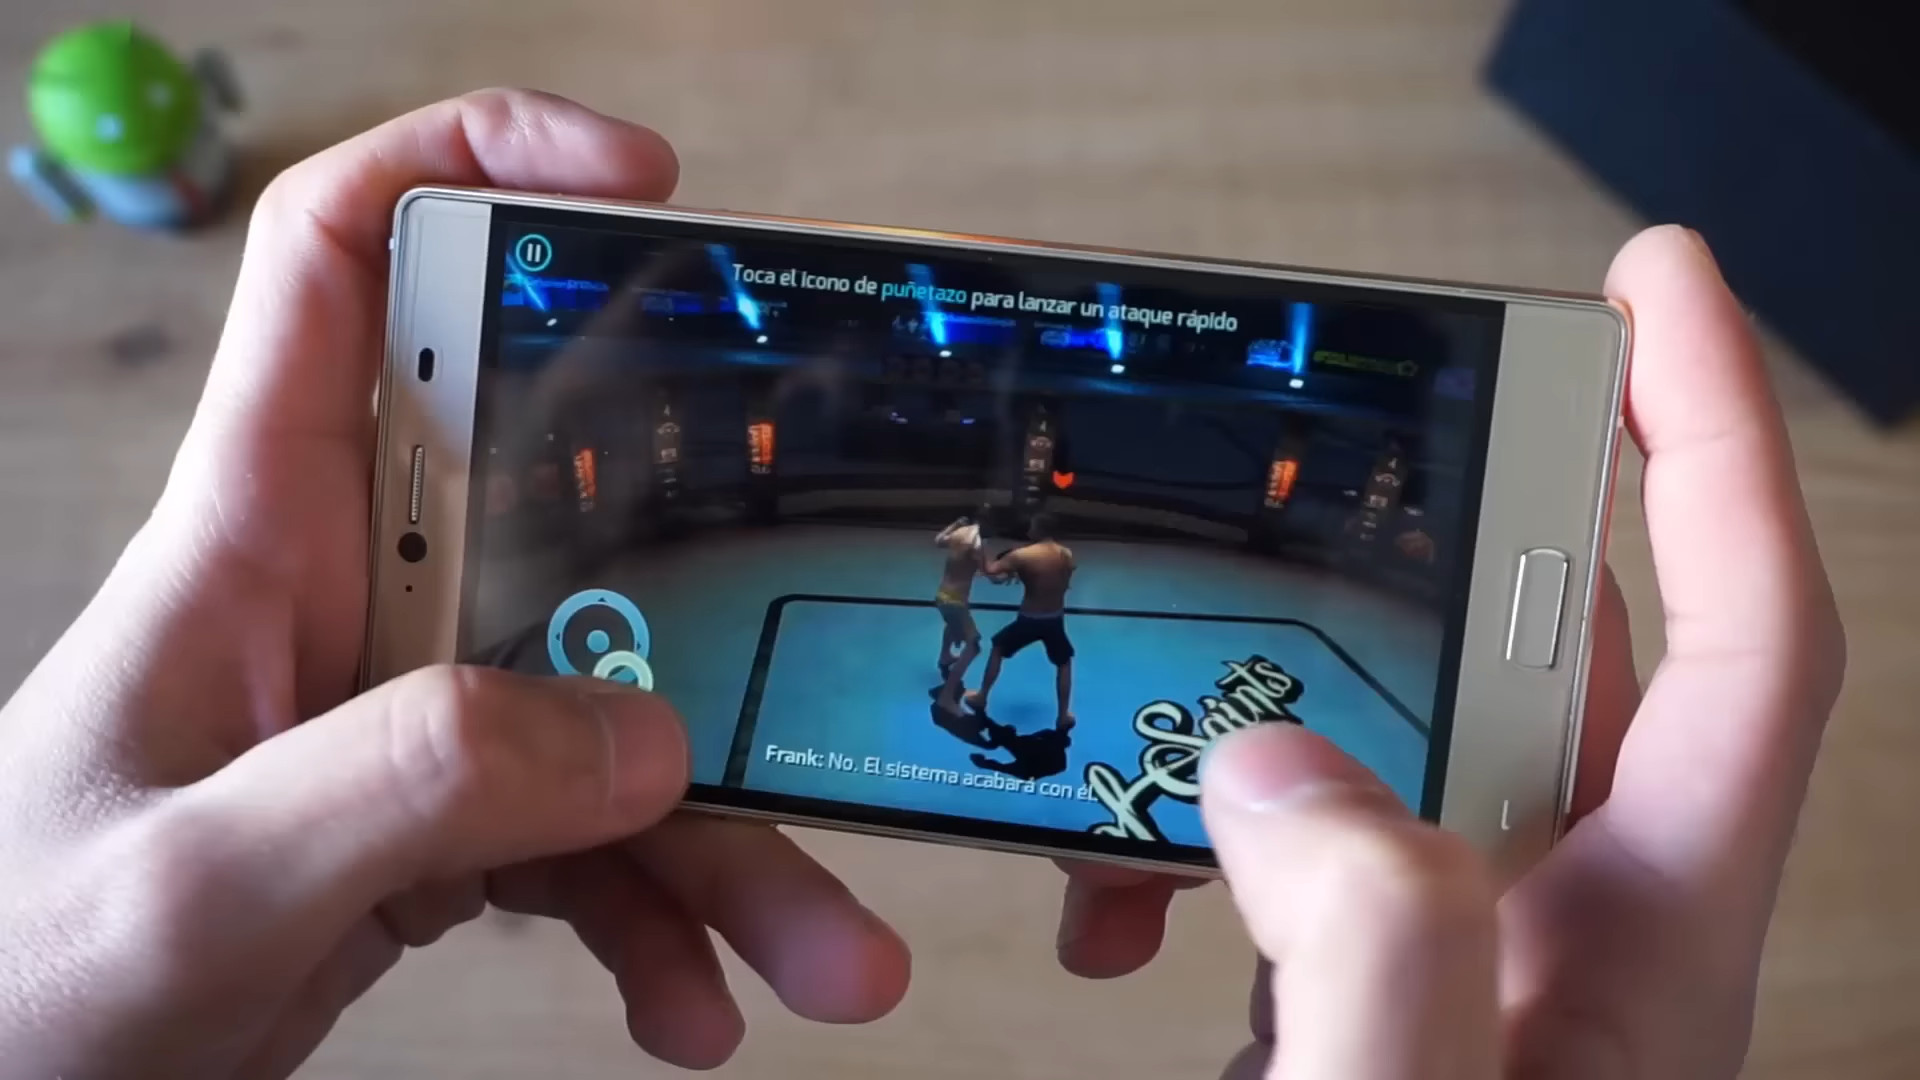 Toca el icono de puñetazo para lanzar un ataque rápido
Frank: No. El sistema acabará con él.
Saints